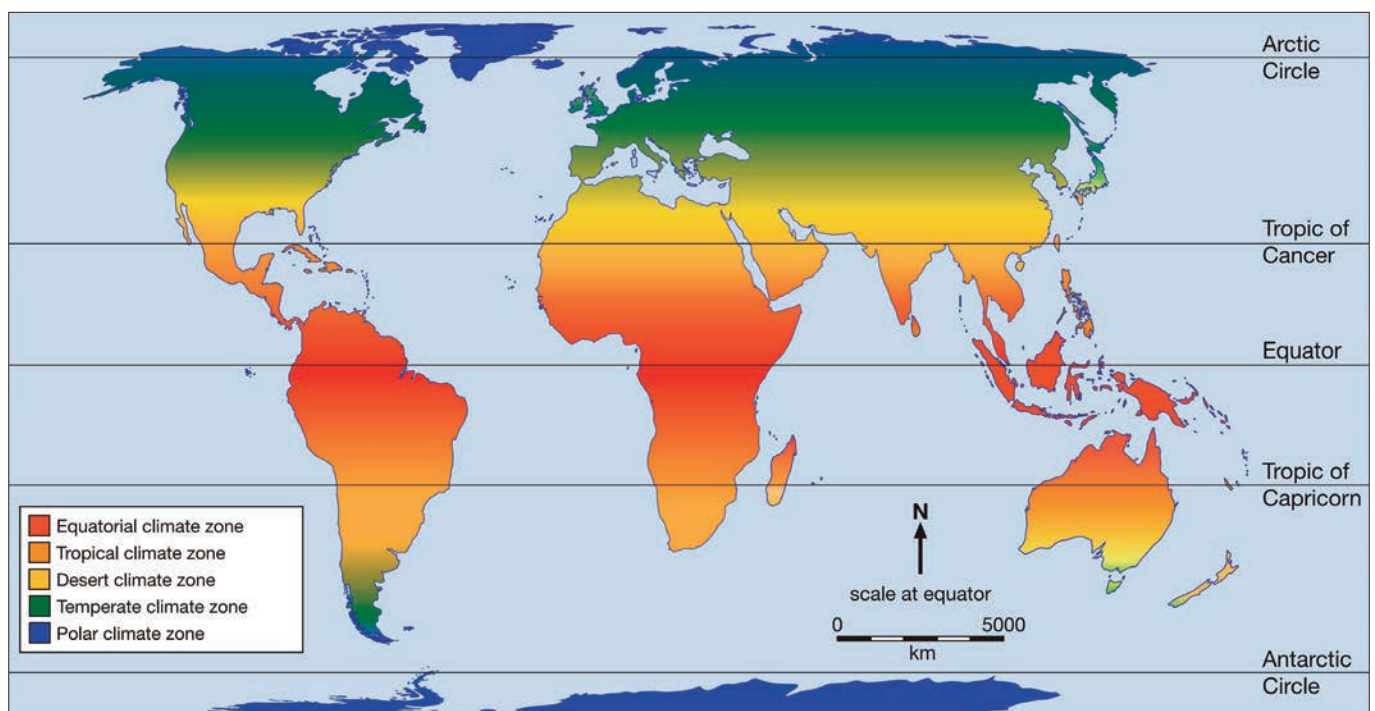 Arctic
Circle
Tropic of
Cancer
Equator
Tropic of
Capricorn
Equatorial climate zone
Tropical climate zone
Desert climate zone
Temperate climate zone
Polar climate zone
N
scale at equator
0 5000
km
Antarctic
Circle